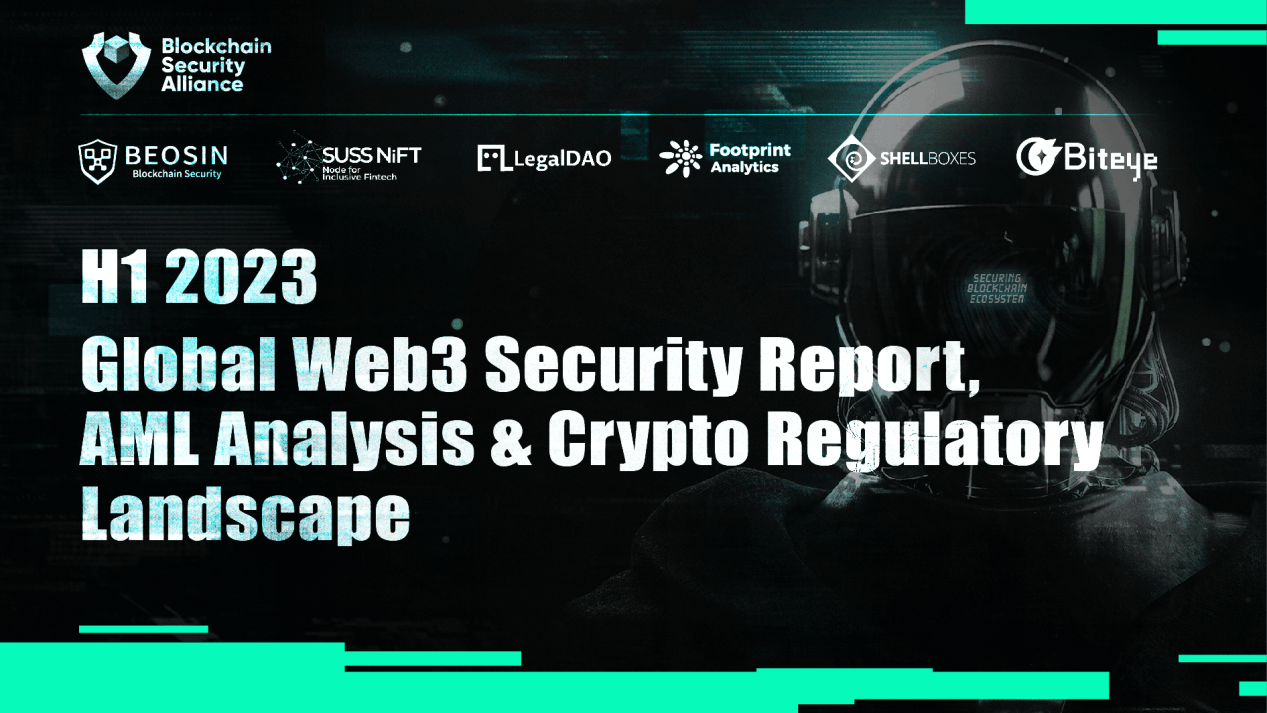 Blockchain
Security
Alliance
BEOSIN
Blockchain Security
SUSS NiFT
Node for
Inclusive Fintech
LegalDAO
Footprint
Analytics
SHELLBOXES
Biteye
H1 2023
SECURING
BLOCKCHAIN
ECOSYSTEM
Global Web3 Security Report,
AML Analysis & Crypto Regulatory
Landscape